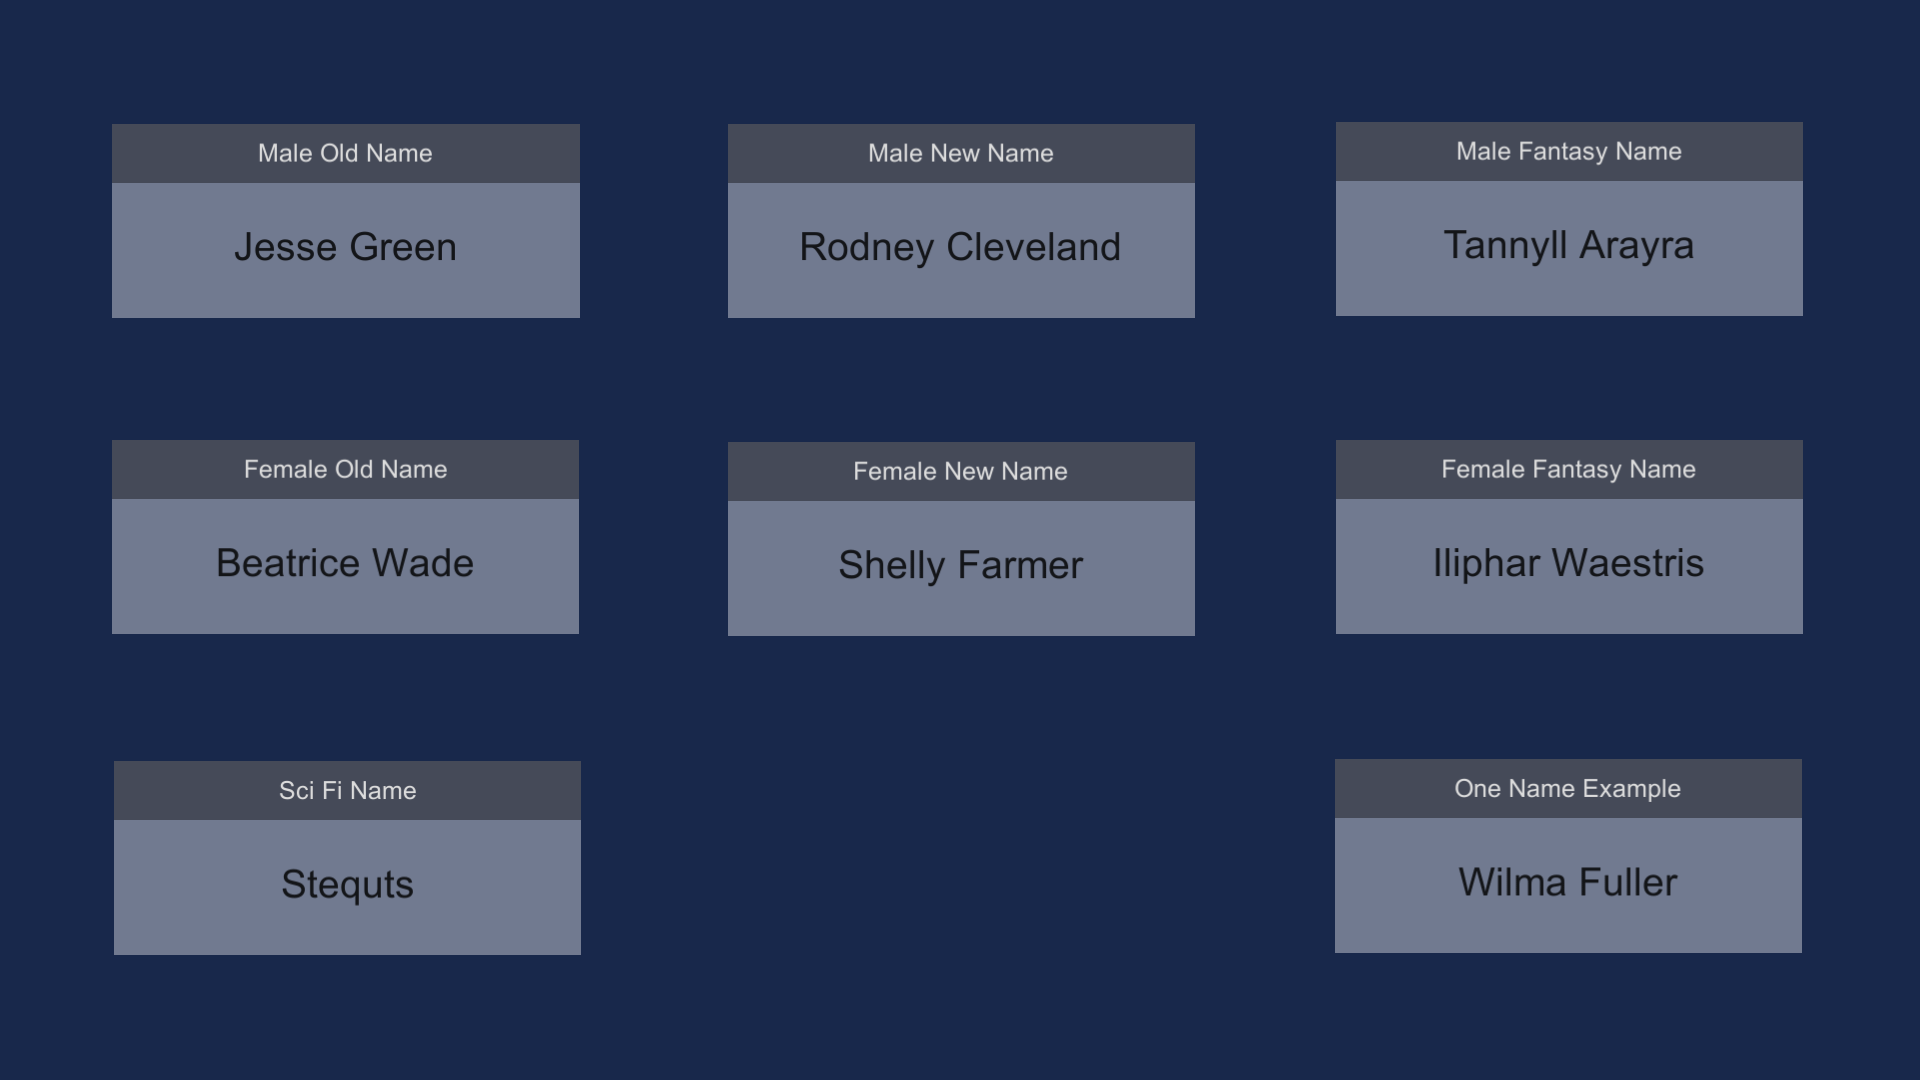 Male Old Name
Jesse Green
Male New Name
Rodney Cleveland
Male Fantasy Name
Tannyll Arayra
Female Old Name
Beatrice Wade
Female New Name
Shelly Farmer
Female Fantasy Name
Iliphar Waestris
Sci Fi Name
Stequts
One Name Example
Wilma Fuller